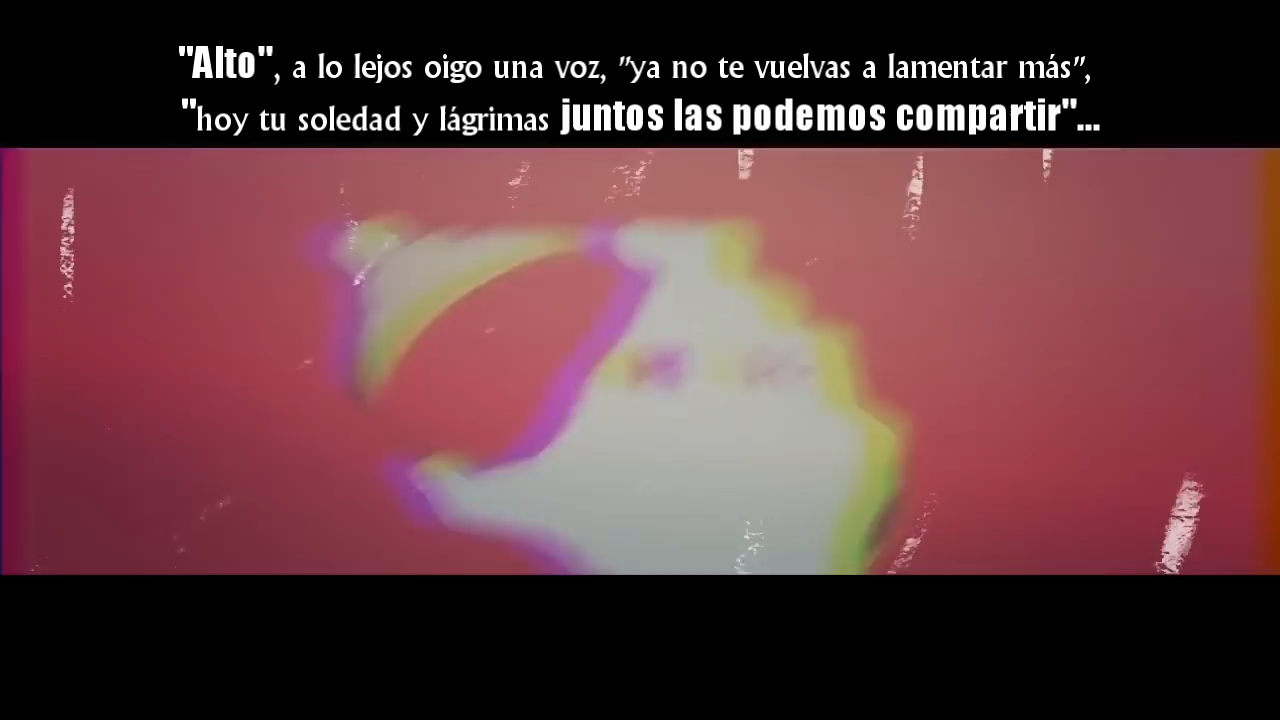 "Alto", a lo lejos oigo una voz, "ya no te vuelvas a lamentar más",
"hoy tu soledad y lágrimas juntos las podemos compartir"...